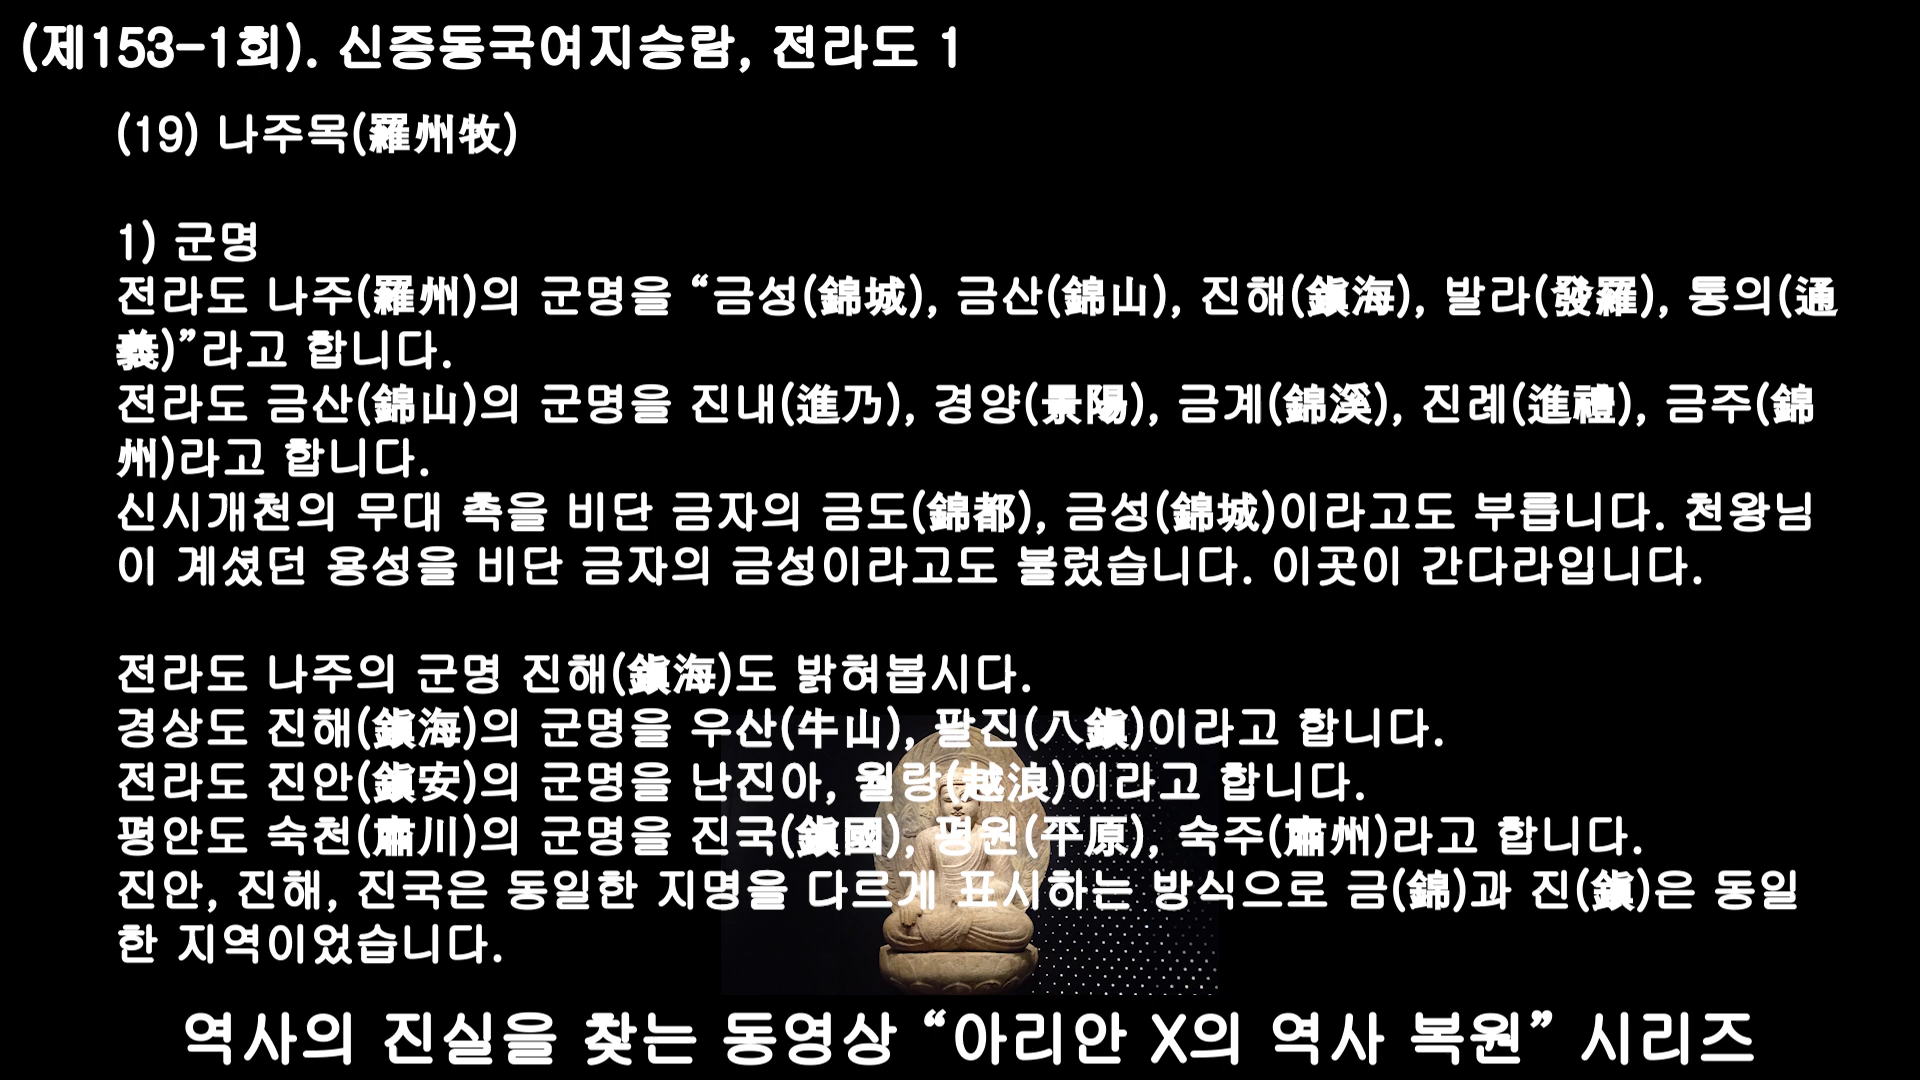 (제153-1회). 신증동국여지승람, 전라도 1
(19) 나주목(羅州牧)
1) 군명
전라도 나주(羅州)의 군명을 “금성(錦城), 금산(錦山), 진해(鎭海), 발라(發羅), 통의(通
義)”라고 합니다.
전라도 금산(錦山)의 군명을 진내(進乃), 경양(景陽), 금계(錦溪), 진례(進禮), 금주(錦
州)라고 합니다.
신시개천의 무대 촉을 비단 금자의 금도(錦都), 금성(錦城)이라고도 부릅니다. 천왕님
이 계셨던 용성을 비단 금자의 금성이라고도 불렀습니다. 이곳이 간다라입니다.
전라도 나주의 군명 진해(鎭海)도 밝혀봅시다.
경상도 진해(鎭海)의 군명을 우산(牛山), 팔진(八鎭)이라고 합니다.
전라도 진안(鎭安)의 군명을 난진아, 월랑(越浪)이라고 합니다.
평안도 숙천(肅川)의 군명을 진국(鎭國), 평원(平原), 숙주(肅州)라고 합니다.
진안, 진해, 진국은 동일한 지명을 다르게 표시하는 방식으로 금(錦)과 진(鎭)은 동일
한 지역이었습니다.
역사의 진실을 찾는 동영상 “아리안 X의 역사 복원” 시리즈